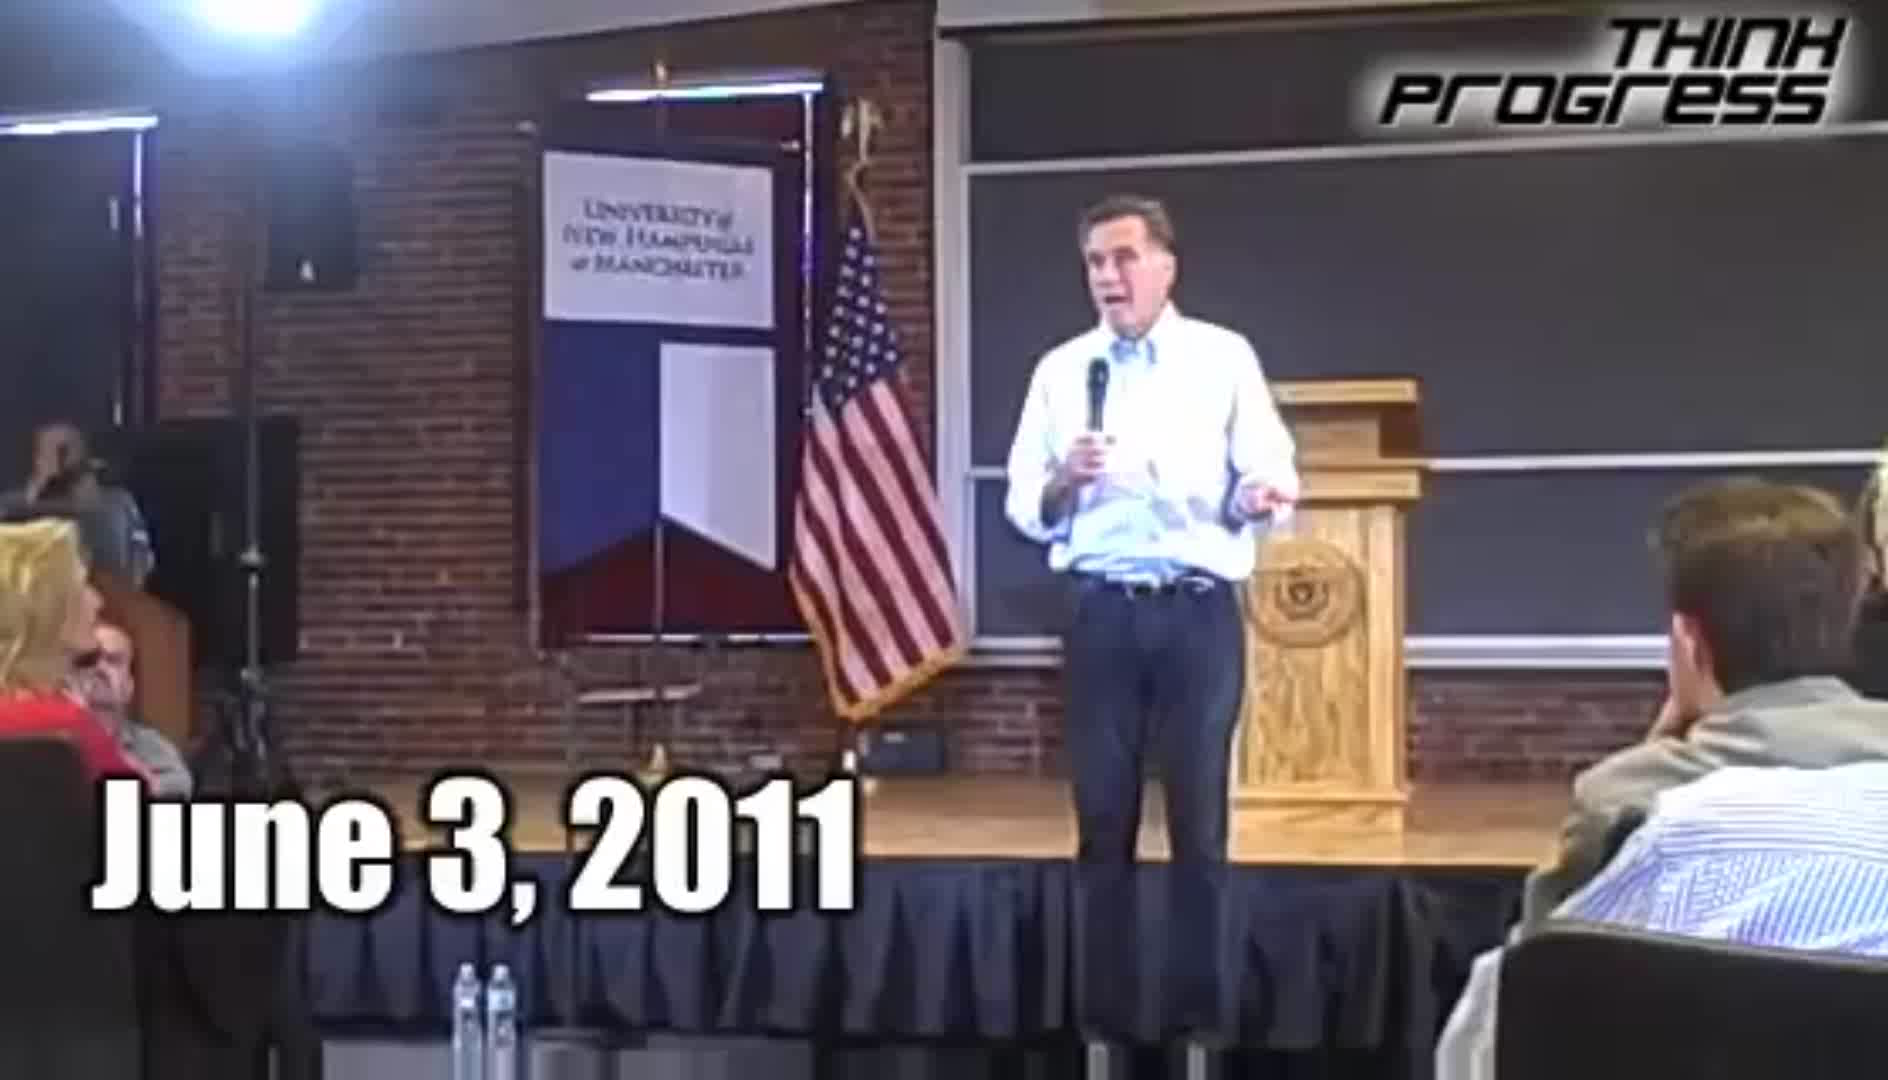 THINK
PROGRESS
UNIVERSITY of
NEW HAMPSHIRE
at MANCHESTER
June 3, 2011